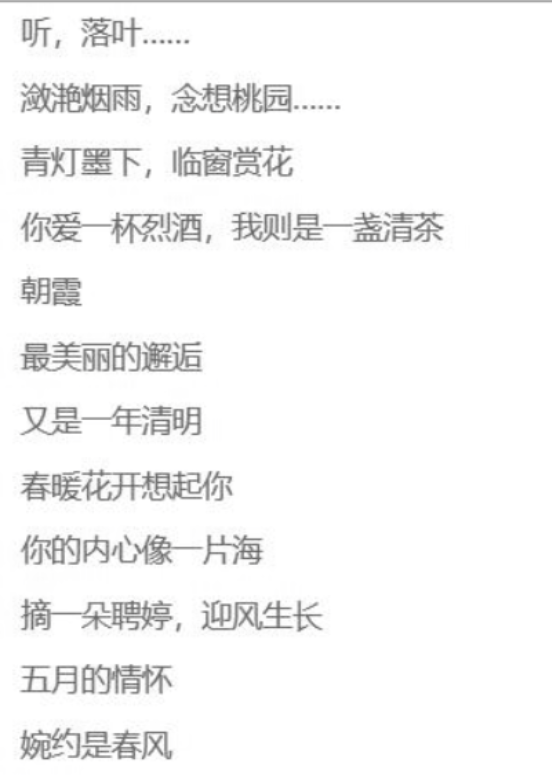 听，落叶……
潋滟烟雨，念想桃园……
青灯墨下，临窗赏花
你爱一杯烈酒，我则是一盏清茶
朝霞
最美丽的邂逅
又是一年清明
春暖花开想起你
你的内心像一片海
摘一朵聘婷，迎风生长
五月的情怀
婉约是春风